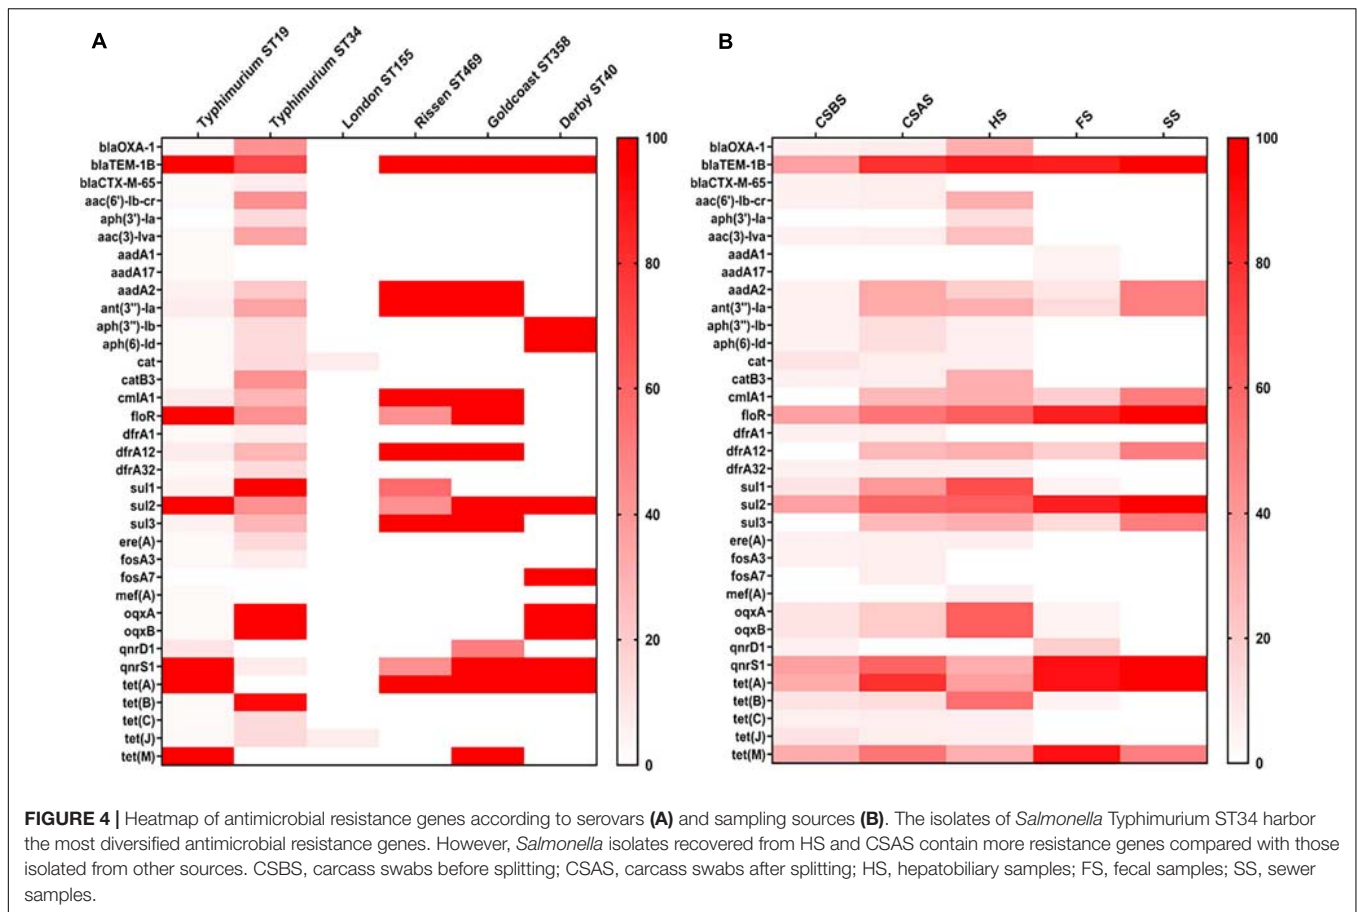 A
Typhimurium ST19
Typhimurium ST34
London ST155
Rissen ST469
Goldcoast ST358
Derby ST40
blaOXA-1
blaTEM-1B
blaCTX-M-65
aac(6')-Ib-cr
aph(3')-Ia
aac(3)-Iva
aadA1
aadA17
aadA2
ant(3'')-Ia
aph(3'')-Ib
aph(6)-Id
cat
catB3
cmlA1
floR
dfrA1
dfrA12
dfrA32
sul1
sul2
sul3
ere(A)
fosA3
fosA7
mef(A)
oqxA
oqxB
qnrD1
qnrS1
tet(A)
tet(B)
tet(C)
tet(J)
tet(M)
100
80
60
40
20
0
B
CSBS
CSAS
HS
FS
SS
blaOXA-1
blaTEM-1B
blaCTX-M-65
aac(6')-Ib-cr
aph(3')-Ia
aac(3)-Iva
aadA1
aadA17
aadA2
ant(3'')-Ia
aph(3'')-Ib
aph(6)-Id
cat
catB3
cmlA1
floR
dfrA1
dfrA12
dfrA32
sul1
sul2
sul3
ere(A)
fosA3
fosA7
mef(A)
oqxA
oqxB
qnrD1
qnrS1
tet(A)
tet(B)
tet(C)
tet(J)
tet(M)
100
80
60
40
20
0
FIGURE 4 | Heatmap of antimicrobial resistance genes according to serovars (A) and sampling sources (B). The isolates of Salmonella Typhimurium ST34 harbor
the most diversified antimicrobial resistance genes. However, Salmonella isolates recovered from HS and CSAS contain more resistance genes compared with those
isolated from other sources. CSBS, carcass swabs before splitting; CSAS, carcass swabs after splitting; HS, hepatobiliary samples; FS, fecal samples; SS, sewer
samples.